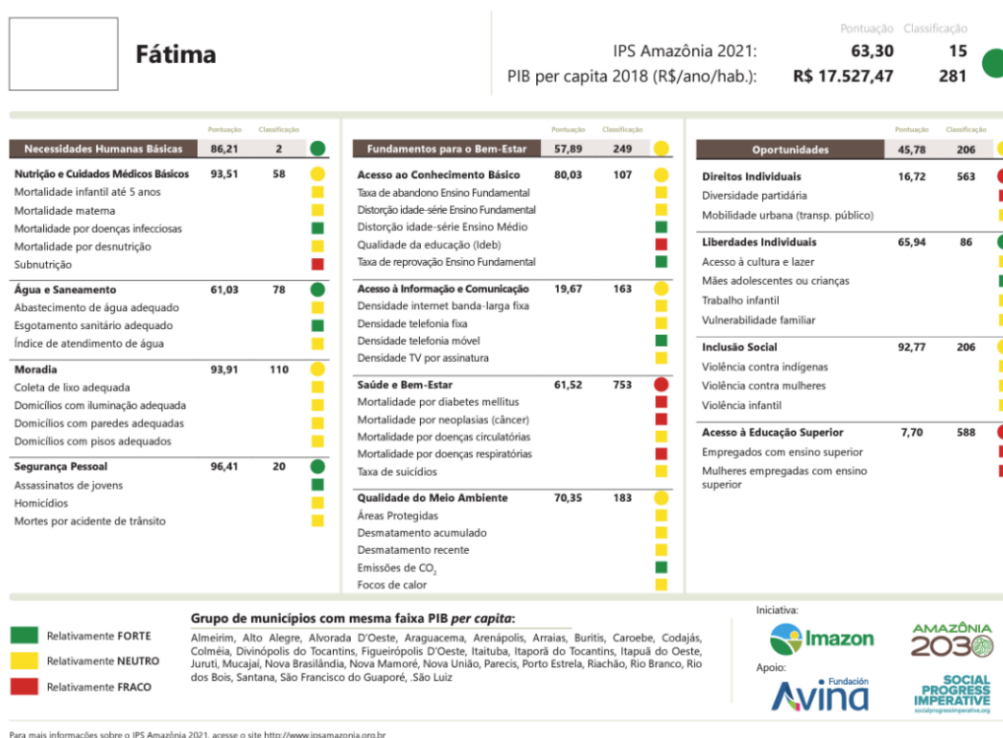 Fátima
Pontuação Classificação
IPS Amazônia 2021: 63,30 15
PIB per capita 2018 (R$/ano/hab.): R$ 17.527,47 281
Pontuação Classificação
Necessidades Humanas Básicas 86,21 2
Nutrição e Cuidados Médicos Básicos 93,51 58
Mortalidade infantil até 5 anos
Mortalidade materna
Mortalidade por doenças infecciosas
Mortalidade por desnutrição
Subnutrição
Água e Saneamento 61,03 78
Abastecimento de água adequado
Esgotamento sanitário adequado
Índice de atendimento de água
Moradia 93,91 110
Coleta de lixo adequada
Domicílios com iluminação adequada
Domicílios com paredes adequadas
Domicílios com pisos adequados
Segurança Pessoal 96,41 20
Assassinatos de jovens
Homicídios
Mortes por acidente de trânsito
Pontuação Classificação
Fundamentos para o Bem-Estar 57,89 249
Acesso ao Conhecimento Básico 80,03 107
Taxa de abandono Ensino Fundamental
Distorção idade-série Ensino Fundamental
Distorção idade-série Ensino Médio
Qualidade da educação (Ideb)
Taxa de reprovação Ensino Fundamental
Acesso à Informação e Comunicação 19,67 163
Densidade internet banda-larga fixa
Densidade telefonia fixa
Densidade telefonia móvel
Densidade TV por assinatura
Saúde e Bem-Estar 61,52 753
Mortalidade por diabetes mellitus
Mortalidade por neoplasias (câncer)
Mortalidade por doenças circulatórias
Mortalidade por doenças respiratórias
Taxa de suicídios
Qualidade do Meio Ambiente 70,35 183
Áreas Protegidas
Desmatamento acumulado
Desmatamento recente
Emissões de CO₂
Focos de calor
Pontuação Classificação
Oportunidades 45,78 206
Direitos Individuais 16,72 563
Diversidade partidária
Mobilidade urbana (transp. público)
Liberdades Individuais 65,94 86
Acesso à cultura e lazer
Mães adolescentes ou crianças
Trabalho infantil
Vulnerabilidade familiar
Inclusão Social 92,77 206
Violência contra indígenas
Violência contra mulheres
Violência infantil
Acesso à Educação Superior 7,70 588
Empregados com ensino superior
Mulheres empregadas com ensino
superior
Relativamente FORTE
Relativamente NEUTRO
Relativamente FRACO
Grupo de municípios com mesma faixa PIB per capita:
Almeirim, Alto Alegre, Alvorada D'Oeste, Araguacema, Arenápolis, Arraias, Buritis, Caroebe, Codajás,
Colméia, Divinópolis do Tocantins, Figueirópolis D'Oeste, Itaituba, Itaporã do Tocantins, Itapuã do Oeste,
Juruti, Mucajaí, Nova Brasilândia, Nova Mamoré, Nova União, Parecis, Porto Estrela, Riachão, Rio Branco, Rio
dos Bois, Santana, São Francisco do Guaporé, .São Luiz
Iniciativa:
Imazon
AMAZÔNIA
2030
Apoio:
Fundación
Avina
SOCIAL
PROGRESS
IMPERATIVE
socialprogressimperative.org
Para mais informações sobre o IPS Amazônia 2021, acesse o site http://www.ipsamazonia.org.br